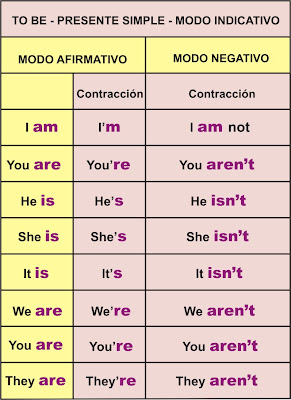 TO BE - PRESENTE SIMPLE - MODO INDICATIVO
MODO AFIRMATIVO MODO NEGATIVO
Contracción Contracción
I am I'm I am not
You are You're You aren't
He is He's He isn't
She is She's She isn't
It is It's It isn't
We are We're We aren't
You are You're You aren't
They are They're They aren't